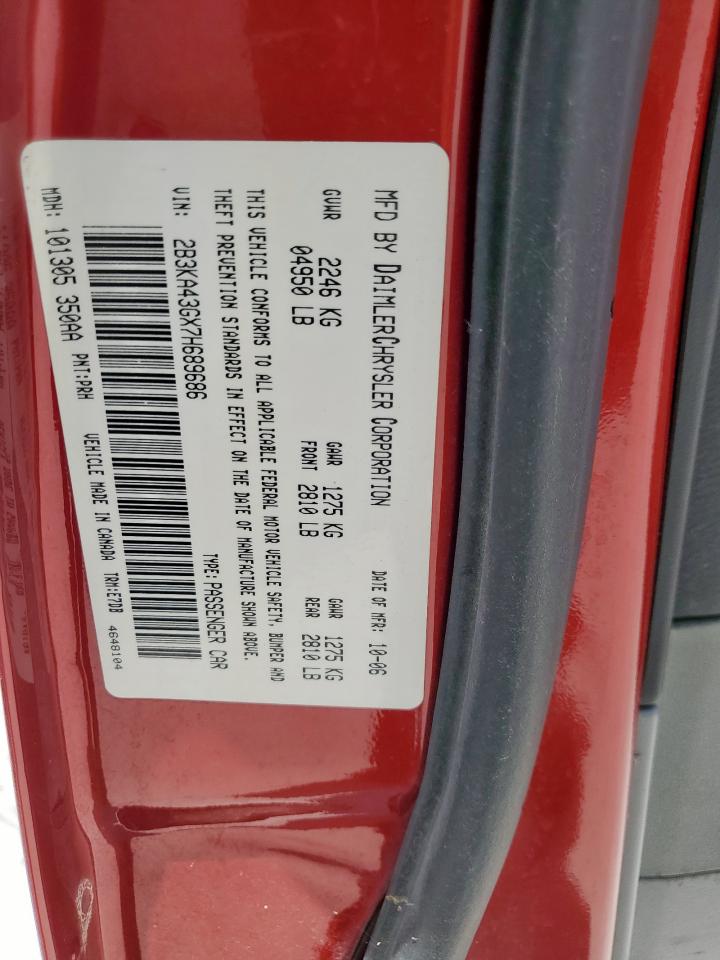 MFD BY DAIMLERCHRYSLER CORPORATION DATE OF MFR: 10-06
GVWR 2246 KG GAWR 1275 KG GAWR 1275 KG
04950 LB FRONT 2810 LB REAR 2810 LB
THIS VEHICLE CONFORMS TO ALL APPLICABLE FEDERAL MOTOR VEHICLE SAFETY, BUMPER AND
THEFT PREVENTION STANDARDS IN EFFECT ON THE DATE OF MANUFACTURE SHOWN ABOVE.
VIN: 2B3KA43GX7H689686 TYPE: PASSENGER CAR
MDH: 101305 350AA PNT:PRH VEHICLE MADE IN CANADA TRM:E7DB 4648104